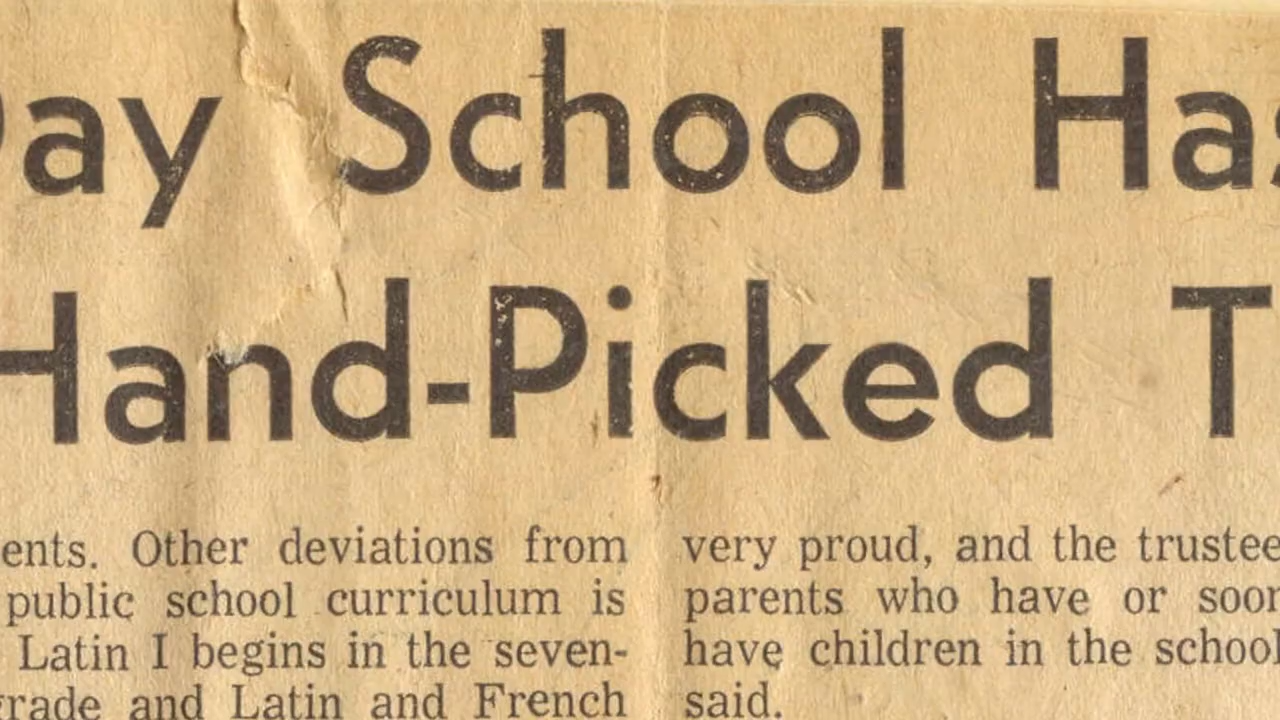 Day School Has
Hand-Picked T
ents. Other deviations from
public school curriculum is
Latin I begins in the seven-
grade and Latin and French
very proud, and the trustee
parents who have or soon
have children in the school
said.